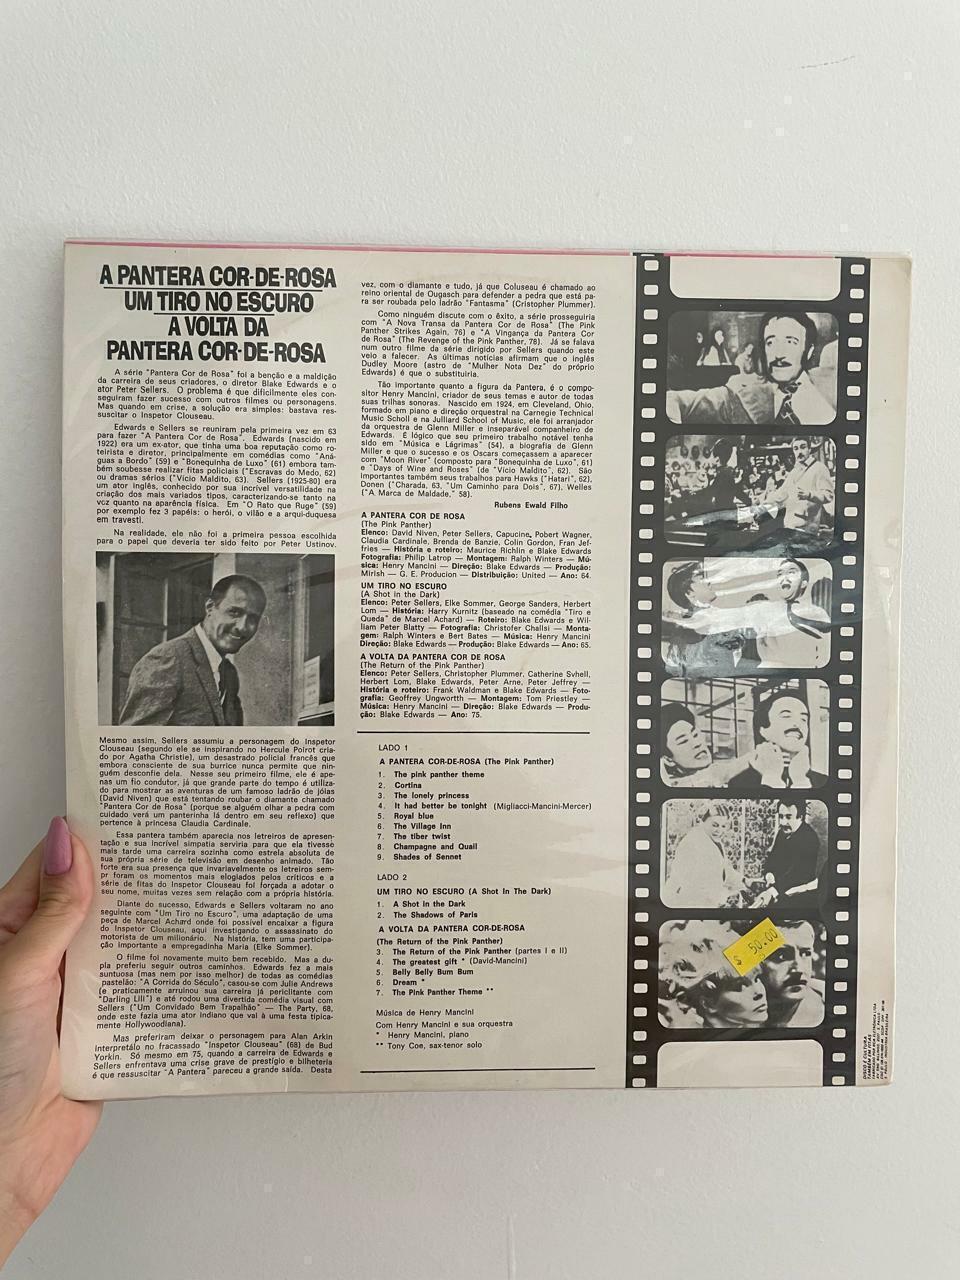 A PANTERA COR-DE-ROSA
UM TIRO NO ESCURO
A VOLTA DA
PANTERA COR-DE-ROSA
A série "Pantera Cor de Rosa" foi a benção e a maldição
da carreira de seus criadores, o diretor Blake Edwards e o
ator Peter Sellers. O problema é que dificilmente eles con-
seguiram fazer sucesso com outros filmes ou personagens.
Mas quando em crise, a solução era simples: bastava res-
suscitar o Inspetor Clouseau.
Edwards e Sellers se reuniram pela primeira vez em 63
para fazer "A Pantera Cor de Rosa". Edwards (nascido em
1922) era um ex-ator, que tinha uma boa reputação como ro-
teirista e diretor, principalmente em comédias como "Aná-
guas a Bordo" (59) e "Bonequinha de Luxo" (61) embora tam-
bém soubesse realizar fitas policiais ("Escravas do Medo, 62)
ou dramas sérios ("Vício Maldito, 63). Sellers (1925-80) era
um ator inglês, conhecido por sua incrível versatilidade na
criação dos mais variados tipos, caracterizando-se tanto na
voz quanto na aparência física. Em "O Rato que Ruge" (59)
por exemplo fez 3 papéis: o herói, o vilão e a arqui-duquesa
em travesti.
Na realidade, ele não foi a primeira pessoa escolhida
para o papel que deveria ter sido feito por Peter Ustinov.
Mesmo assim, Sellers assumiu a personagem do Inspetor
Clouseau (segundo ele se inspirando no Hercule Poirot cria-
do por Agatha Christie), um desastrado policial francês que
embora consciente de sua burrice nunca permite que nin-
guém desconfie dela. Nesse seu primeiro filme, ele é ape-
nas um fio condutor, já que grande parte do tempo é utiliza-
do para mostrar as aventuras de um famoso ladrão de jóias
(David Niven) que está tentando roubar o diamante chamado
"Pantera Cor de Rosa" (porque se alguém olhar a pedra com
cuidado verá um panterinha lá dentro em seu reflexo) que
pertence à princesa Claudia Cardinale.
Essa pantera também aparecia nos letreiros de apresen-
tação e sua incrível simpatia serviria para que ela tivesse
mais tarde uma carreira sozinha como estrela absoluta de
sua própria série de televisão em desenho animado. Tão
forte era sua presença que invariavelmente os letreiros sem-
pr foram os momentos mais elogiados pelos críticos e a
série de fitas do Inspetor Clouseau foi forçada a adotar o
seu nome, muitas vezes sem relação com a própria história.
Diante do sucesso, Edwards e Sellers voltaram no ano
seguinte com "Um Tiro no Escuro", uma adaptação de uma
peça de Marcel Achard onde foi possível encaixar a figura
do Inspetor Clouseau, aqui investigando o assassinato do
motorista de um milionário. Na história, tem uma participa-
ção importante a empregadinha Maria (Elke Sommer).
O filme foi novamente muito bem recebido. Mas a du-
pla preferiu seguir outros caminhos. Edwards fez a mais
suntuosa (mas nem por isso melhor) de todas as comédias
pastelão: "A Corrida do Século", casou-se com Julie Andrews
(e praticamente arruinou sua carreira já periclitante com
"Darling Lili") e até rodou uma divertida comédia visual com
Sellers ("Um Convidado Bem Trapalhão" — The Party, 68,
onde este fazia uma ator indiano que vai à uma festa tipica-
mente Hollywoodiana).
Mas preferiram deixar o personagem para Alan Arkin
interpretálo no fracassado "Inspetor Clouseau" (68) de Bud
Yorkin. Só mesmo em 75, quando a carreira de Edwards e
Sellers enfrentava uma crise grave de prestígio e bilheteria
é que ressuscitar "A Pantera" pareceu a grande saída. Desta
vez, com o diamante e tudo, já que Coluseau é chamado ao
reino oriental de Ougasch para defender a pedra que está pa-
ra ser roubada pelo ladrão "Fantasma" (Cristopher Plummer).
Como ninguém discute com o êxito, a série prosseguiria
com "A Nova Transa da Pantera Cor de Rosa" (The Pink
Panther Strikes Again, 76) e "A Vingança da Pantera Cor
de Rosa" (The Revenge of the Pink Panther, 78). Já se falava
num outro filme da série dirigido por Sellers quando este
veio a falecer. As últimas notícias afirmam que o inglês
Dudley Moore (astro de "Mulher Nota Dez" do próprio
Edwards) é que o substituiria.
Tão importante quanto a figura da Pantera, é o compo-
sitor Henry Mancini, criador de seus temas e autor de todas
suas trilhas sonoras. Nascido em 1924, em Cleveland, Ohio,
formado em piano e direção orquestral na Carnegie Technical
Music Scholl e na Julliard School of Music, ele foi arranjador
da orquestra de Glenn Miller e inseparável companheiro de
Edwards. É lógico que seu primeiro trabalho notável tenha
sido em "Música e Lágrimas" (54), a biografia de Glenn
Miller e que o sucesso e os Oscars começassem a aparecer
com "Moon River" (composto para "Bonequinha de Luxo", 61)
e "Days of Wine and Roses" (de "Vício Maldito", 62). São
importantes também seus trabalhos para Hawks ("Hatari", 62),
Donen ("Charada, 63, "Um Caminho para Dois", 67), Welles
("A Marca de Maldade," 58).
Rubens Ewald Filho
A PANTERA COR DE ROSA
(The Pink Panther)
Elenco: David Niven, Peter Sellers, Capucine, Pobert Wagner,
Claudia Cardinale, Brenda de Banzie, Colin Gordon, Fran Jef-
fries — História e roteiro: Maurice Richlin e Blake Edwards
Fotografia: Philip Latrop — Montagem: Ralph Winters — Mú-
sica: Henry Mancini — Direção: Blake Edwards — Produção:
Mirish — G. E. Producion — Distribuição: United — Ano: 64.
UM TIRO NO ESCURO
(A Shot in the Dark)
Elenco: Peter Sellers, Elke Sommer, George Sanders, Herbert
Lom — História: Harry Kurnitz (baseado na comédia "Tiro e
Queda" de Marcel Achard) — Roteiro: Blake Edwards e Wil-
liam Peter Blatty — Fotografia: Christofer Challsi — Monta-
gem: Ralph Winters e Bert Bates — Música: Henry Mancini
Direção: Blake Edwards — Produção: Blake Edwards — Ano: 65.
A VOLTA DA PANTERA COR DE ROSA
(The Return of the Pink Panther)
Elenco: Peter Sellers, Christopher Plummer, Catherine Svhell,
Herbert Lom, Blake Edwards, Peter Arne, Peter Jeffrey —
História e roteiro: Frank Waldman e Blake Edwards — Foto-
grafia: Geoffrey Ungwortth — Montagem: Tom Priestley —
Música: Henry Mancini — Direção: Blake Edwards — Produ-
ção: Blake Edwards — Ano: 75.
LADO 1
A PANTERA COR-DE-ROSA (The Pink Panther)
1. The pink panther theme
2. Cortina
3. The lonely princess
4. It had better be tonight (Migliacci-Mancini-Mercer)
5. Royal blue
6. The Village Inn
7. The tiber twist
8. Champagne and Quail
9. Shades of Sennet
LADO 2
UM TIRO NO ESCURO (A Shot In The Dark)
1. A Shot in the Dark
2. The Shadows of Paris
A VOLTA DA PANTERA COR-DE-ROSA
(The Return of the Pink Panther)
3. The Return of the Pink Panther (partes I e II)
4. The greatest gift * (David-Mancini)
5. Belly Belly Bum Bum
6. Dream *
7. The Pink Panther Theme **
Música de Henry Mancini
Com Henry Mancini e sua orquestra
* Henry Mancini, piano
** Tony Coe, sax-tenor solo
$ 50.00
DISCO É CULTURA